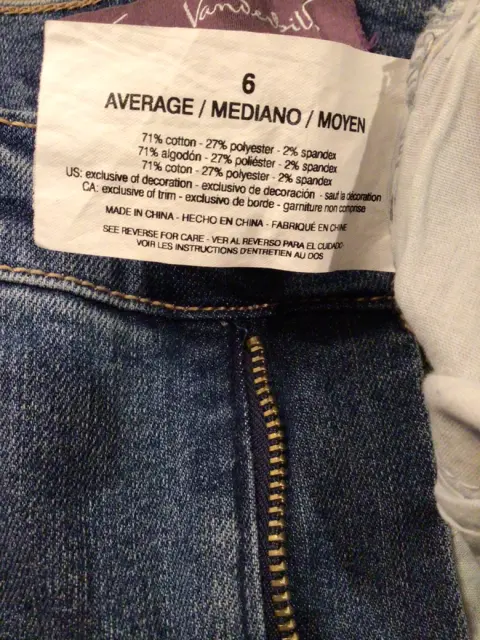 Vanderbilt
6
AVERAGE / MEDIANO / MOYEN
71% cotton - 27% polyester - 2% spandex
71% algodón - 27% poliéster - 2% spandex
71% coton - 27% polyester - 2% spandex
US: exclusive of decoration - exclusivo de decoración - sauf la décoration
CA: exclusive of trim - exclusivo de borde - garniture non comprise
MADE IN CHINA - HECHO EN CHINA - FABRIQUÉ EN CHINE
SEE REVERSE FOR CARE - VER AL REVERSO PARA EL CUIDADO
VOIR LES INSTRUCTIONS D'ENTRETIEN AU DOS